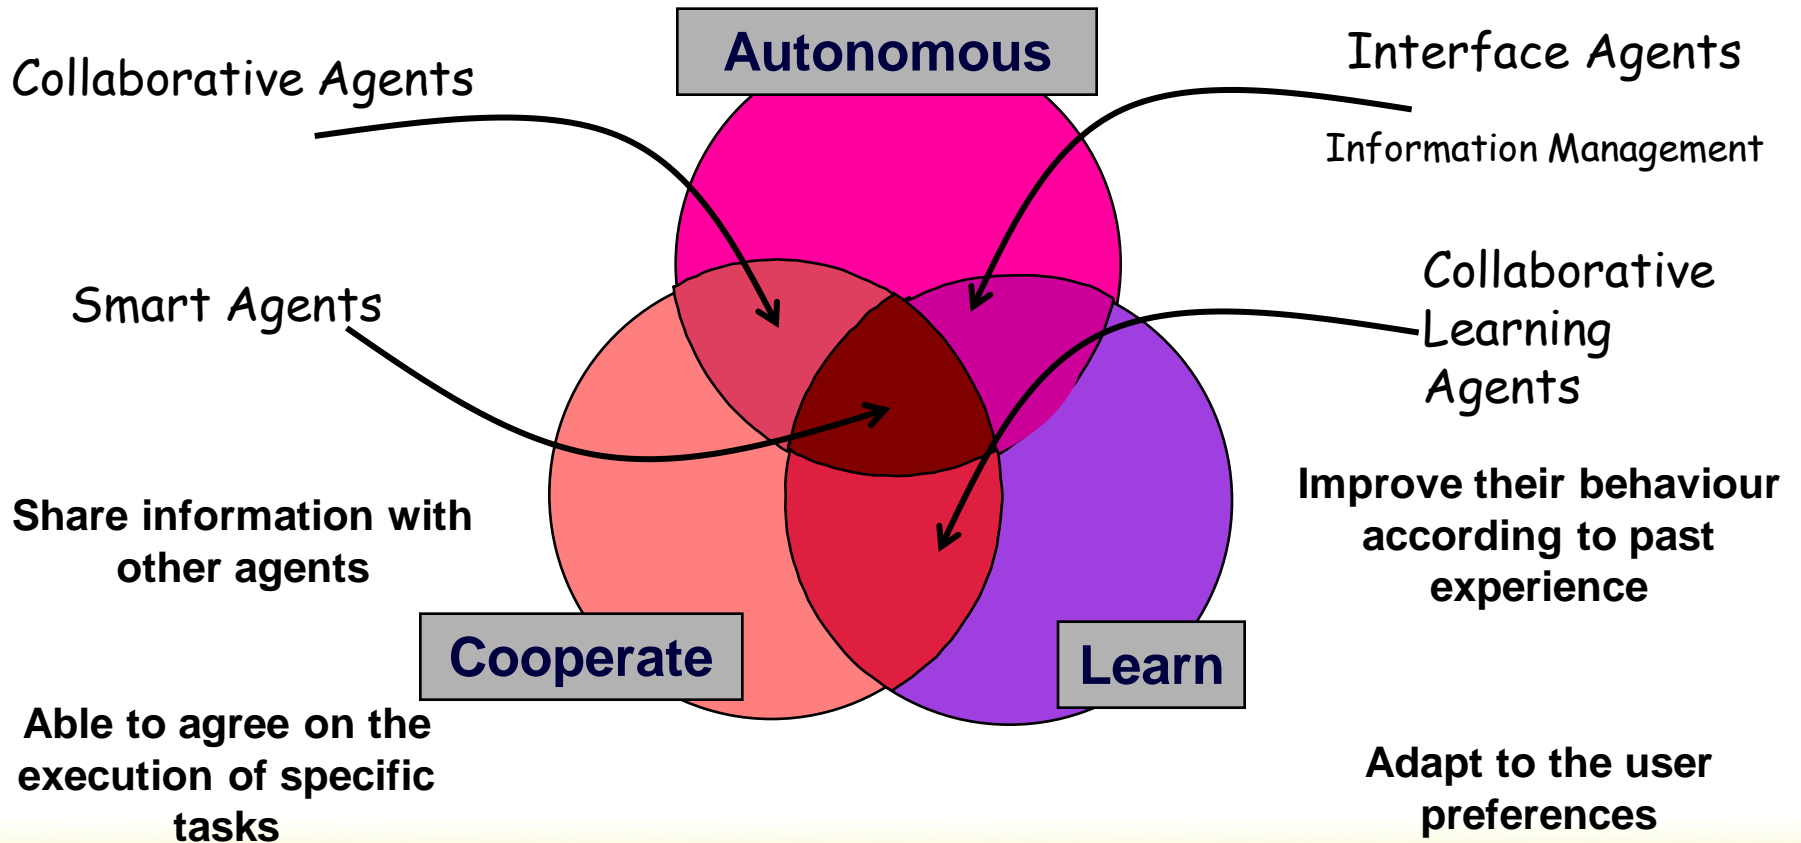 Autonomous
Collaborative Agents
Interface Agents
Information Management
Smart Agents
Collaborative
Learning
Agents
Share information with
other agents
Improve their behaviour
according to past
experience
Cooperate
Learn
Able to agree on the
execution of specific
tasks
Adapt to the user
preferences